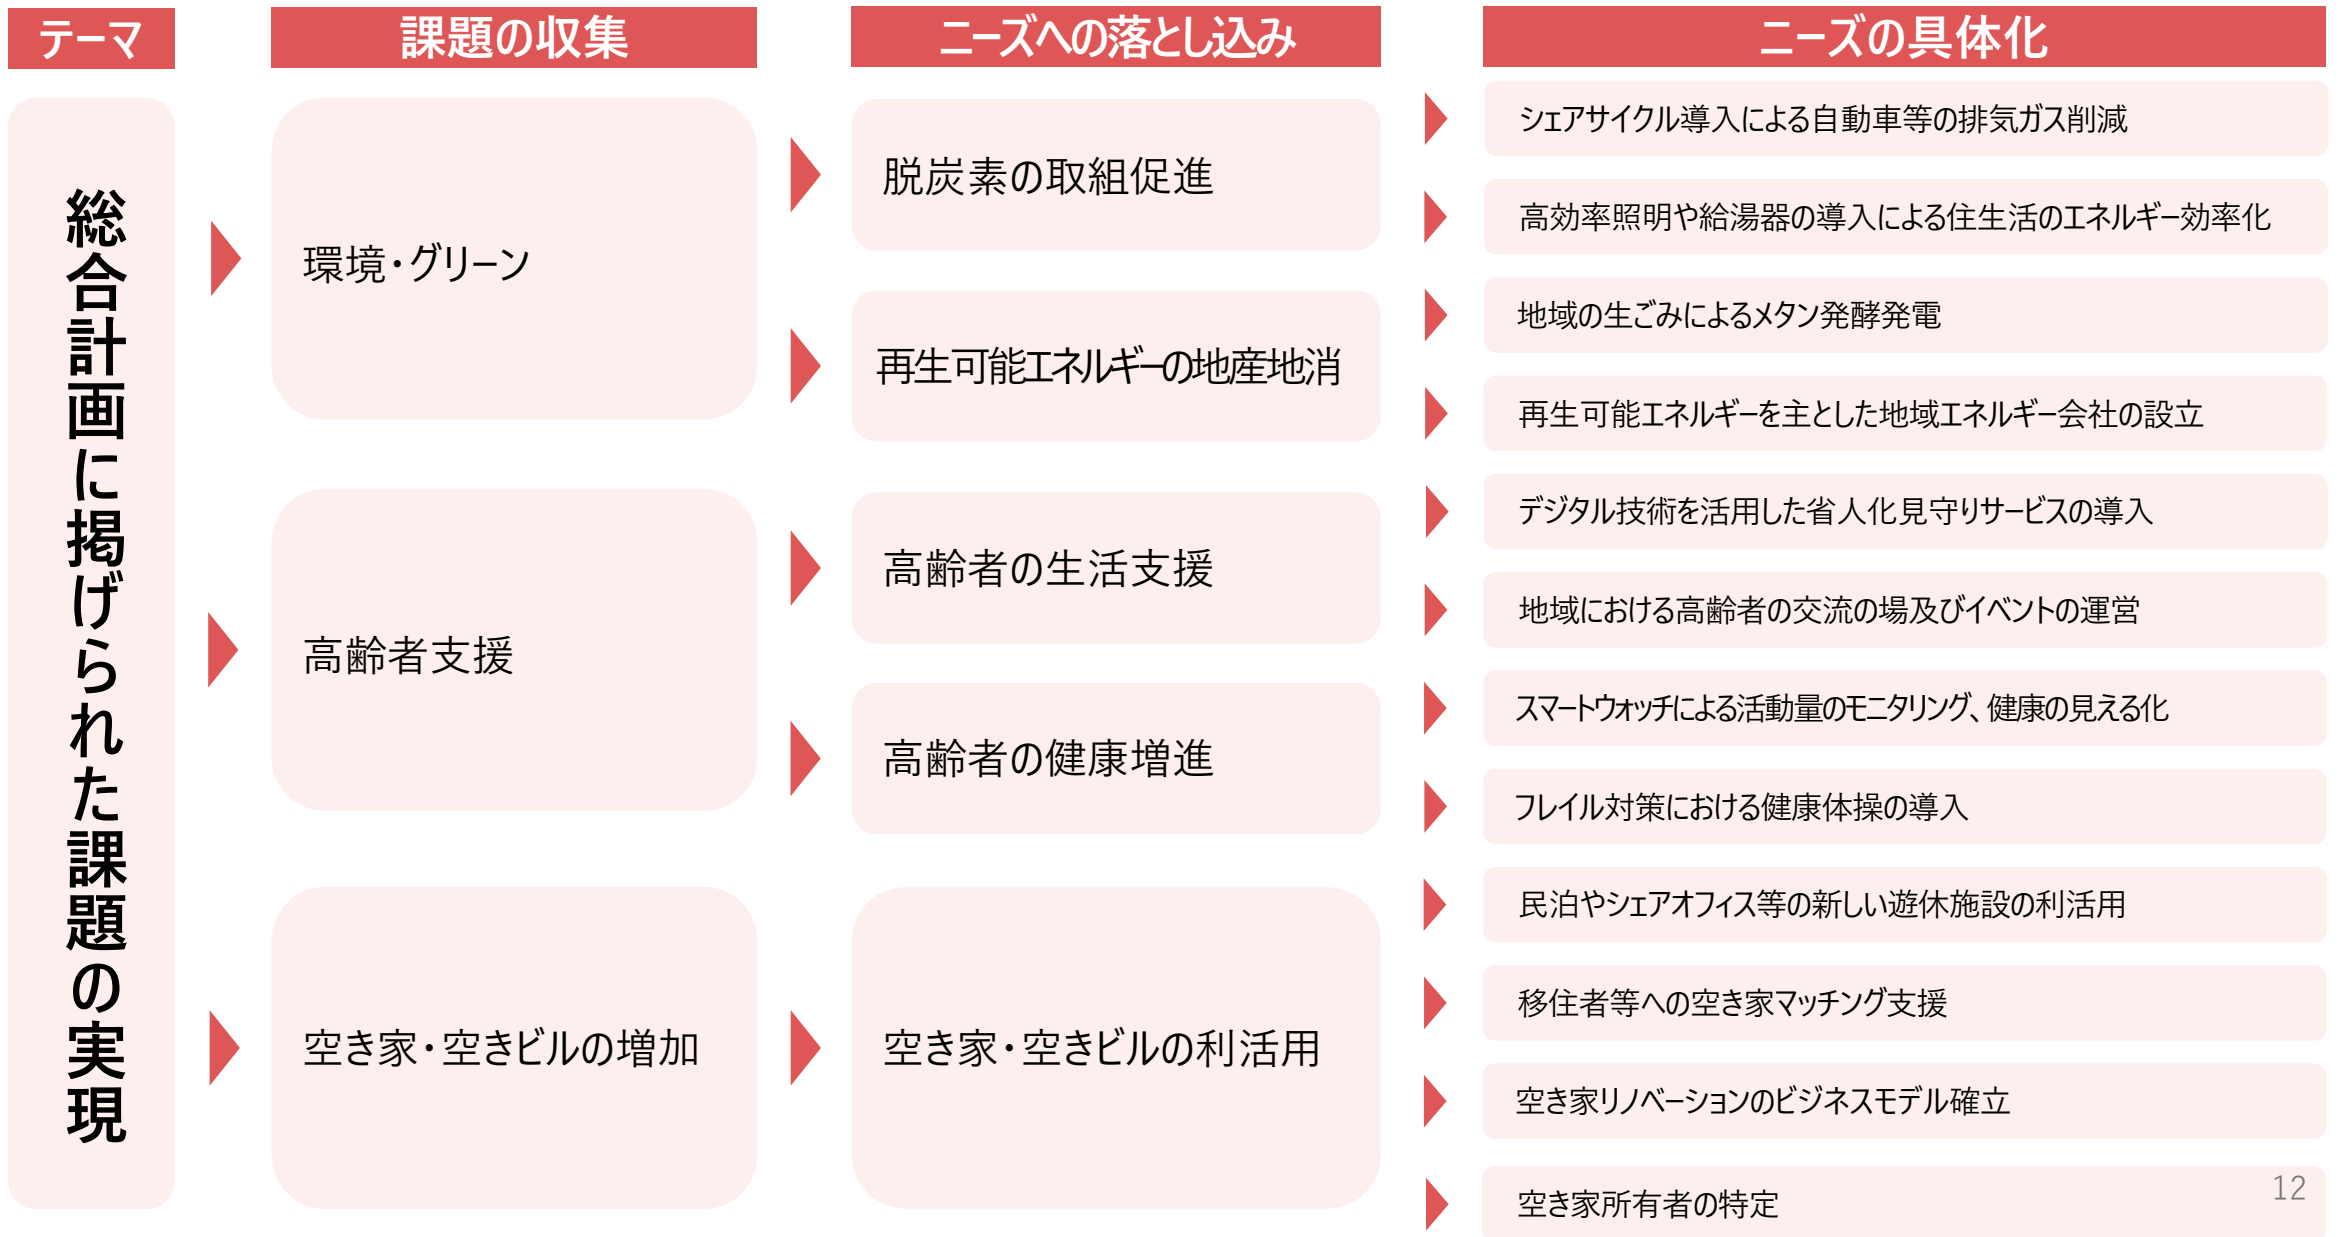 テーマ
課題の収集
ニーズへの落とし込み
ニーズの具体化
総合計画に掲げられた課題の実現
環境・グリーン
脱炭素の取組促進
シェアサイクル導入による自動車等の排気ガス削減
高効率照明や給湯器の導入による住生活のエネルギー効率化
再生可能エネルギーの地産地消
地域の生ごみによるメタン発酵発電
再生可能エネルギーを主とした地域エネルギー会社の設立
高齢者支援
高齢者の生活支援
デジタル技術を活用した省人化見守りサービスの導入
地域における高齢者の交流の場及びイベントの運営
高齢者の健康増進
スマートウォッチによる活動量のモニタリング、健康の見える化
フレイル対策における健康体操の導入
空き家・空きビルの増加
空き家・空きビルの利活用
民泊やシェアオフィス等の新しい遊休施設の利活用
移住者等への空き家マッチング支援
空き家リノベーションのビジネスモデル確立
空き家所有者の特定
12